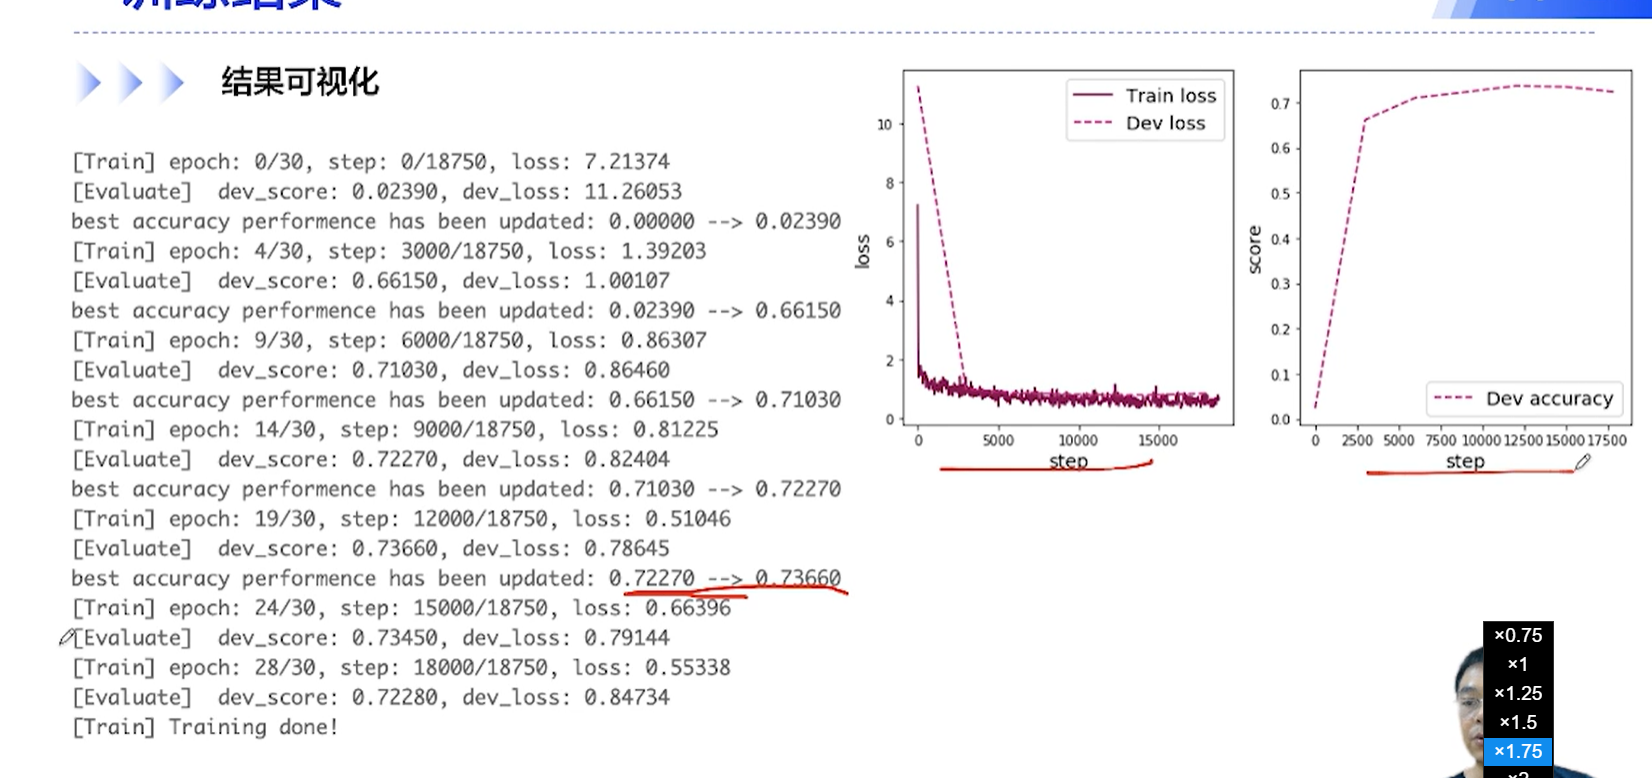 训练结果
结果可视化
[Train] epoch: 0/30, step: 0/18750, loss: 7.21374
[Evaluate] dev_score: 0.02390, dev_loss: 11.26053
best accuracy performence has been updated: 0.00000 --> 0.02390
[Train] epoch: 4/30, step: 3000/18750, loss: 1.39203
[Evaluate] dev_score: 0.66150, dev_loss: 1.00107
best accuracy performence has been updated: 0.02390 --> 0.66150
[Train] epoch: 9/30, step: 6000/18750, loss: 0.86307
[Evaluate] dev_score: 0.71030, dev_loss: 0.86460
best accuracy performence has been updated: 0.66150 --> 0.71030
[Train] epoch: 14/30, step: 9000/18750, loss: 0.81225
[Evaluate] dev_score: 0.72270, dev_loss: 0.82404
best accuracy performence has been updated: 0.71030 --> 0.72270
[Train] epoch: 19/30, step: 12000/18750, loss: 0.51046
[Evaluate] dev_score: 0.73660, dev_loss: 0.78645
best accuracy performence has been updated: 0.72270 --> 0.73660
[Train] epoch: 24/30, step: 15000/18750, loss: 0.66396
[Evaluate] dev_score: 0.73450, dev_loss: 0.79144
[Train] epoch: 28/30, step: 18000/18750, loss: 0.55338
[Evaluate] dev_score: 0.72280, dev_loss: 0.84734
[Train] Training done!
Train loss
Dev loss
10
8
6
4
2
0
loss
0 5000 10000 15000
step
0.7
0.6
0.5
0.4
0.3
0.2
0.1
0.0
score
Dev accuracy
0 2500 5000 7500 10000 12500 15000 17500
step
×0.75
×1
×1.25
×1.5
×1.75